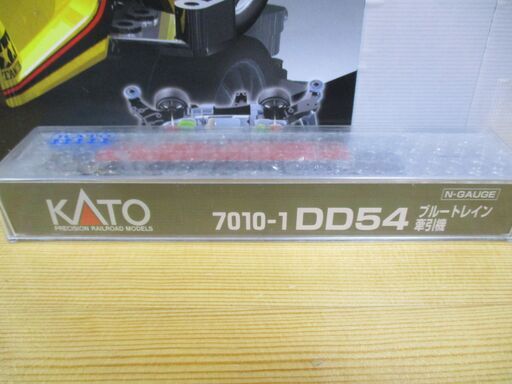 N-GAUGE
KATO
PRECISION RAILROAD MODELS
7010-1 DD54 ブルートレイン
牽引機